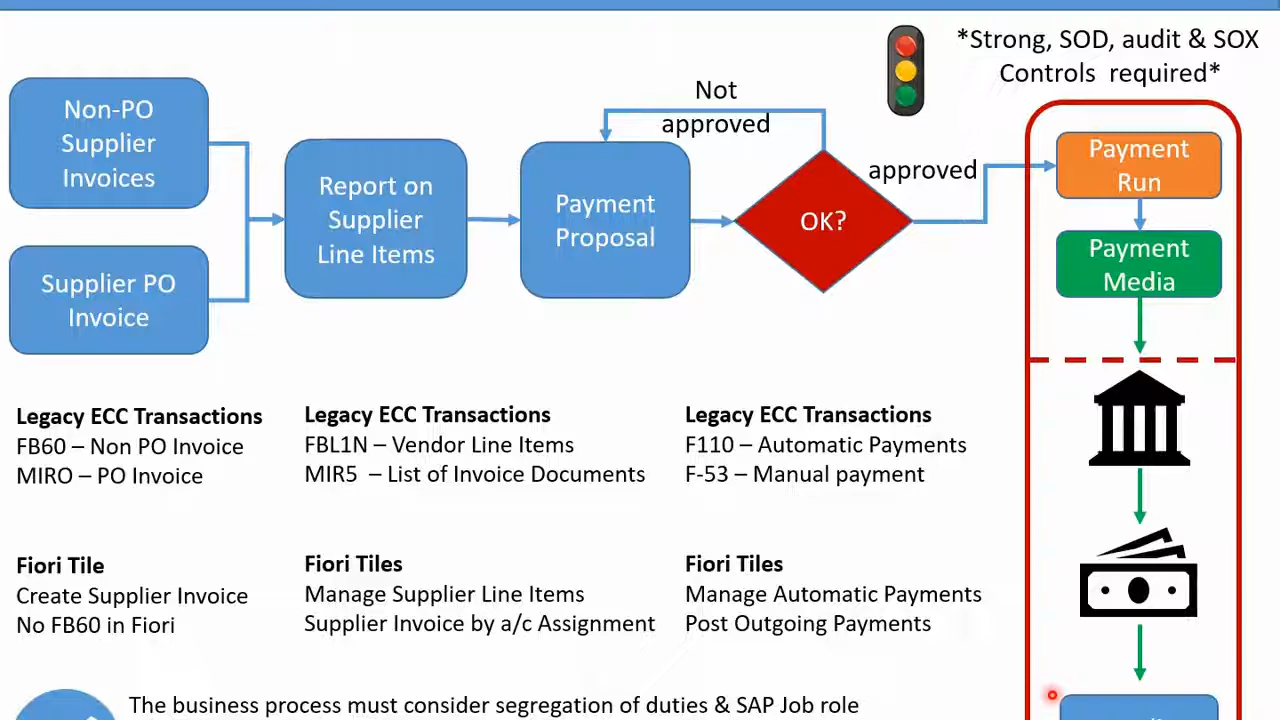 *Strong, SOD, audit & SOX
Controls  required*
Non-PO
Supplier
Invoices
Supplier PO
Invoice
Report on
Supplier
Line Items
Payment
Proposal
Not
approved
OK?
approved
Payment
Run
Payment
Media
Legacy ECC Transactions
FB60 – Non PO Invoice
MIRO – PO Invoice
Legacy ECC Transactions
FBL1N – Vendor Line Items
MIR5  – List of Invoice Documents
Legacy ECC Transactions
F110 – Automatic Payments
F-53 – Manual payment
Fiori Tile
Create Supplier Invoice
No FB60 in Fiori
Fiori Tiles
Manage Supplier Line Items
Supplier Invoice by a/c Assignment
Fiori Tiles
Manage Automatic Payments
Post Outgoing Payments
The business process must consider segregation of duties & SAP Job role